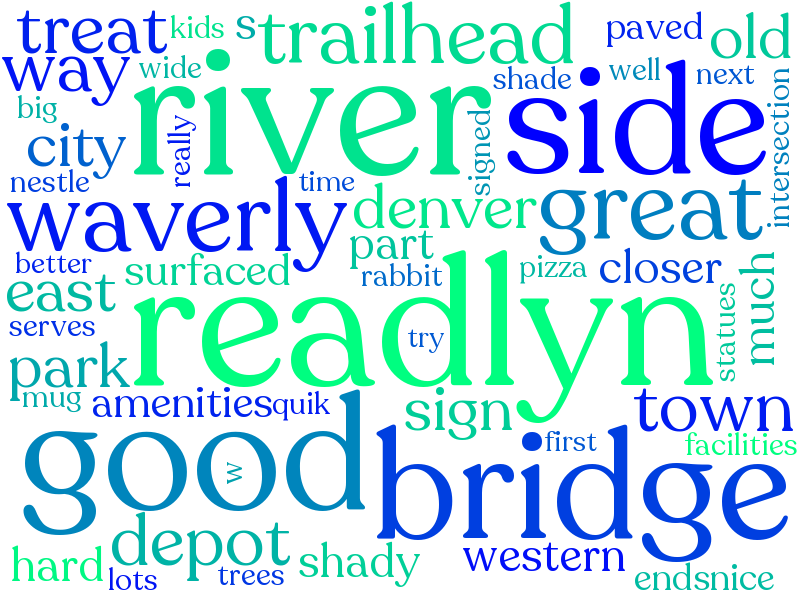 treat kids s trailhead paved old
way wide river shade well next
big side intersection
city really signed
nestle time
waverly denver great
part
better surfaced rabbit pizza closer
east readlyn statues much
serves try
park
mug amenities quik sign town
good bridge first facilities
w
depot
hard shady western
lots trees endsnice